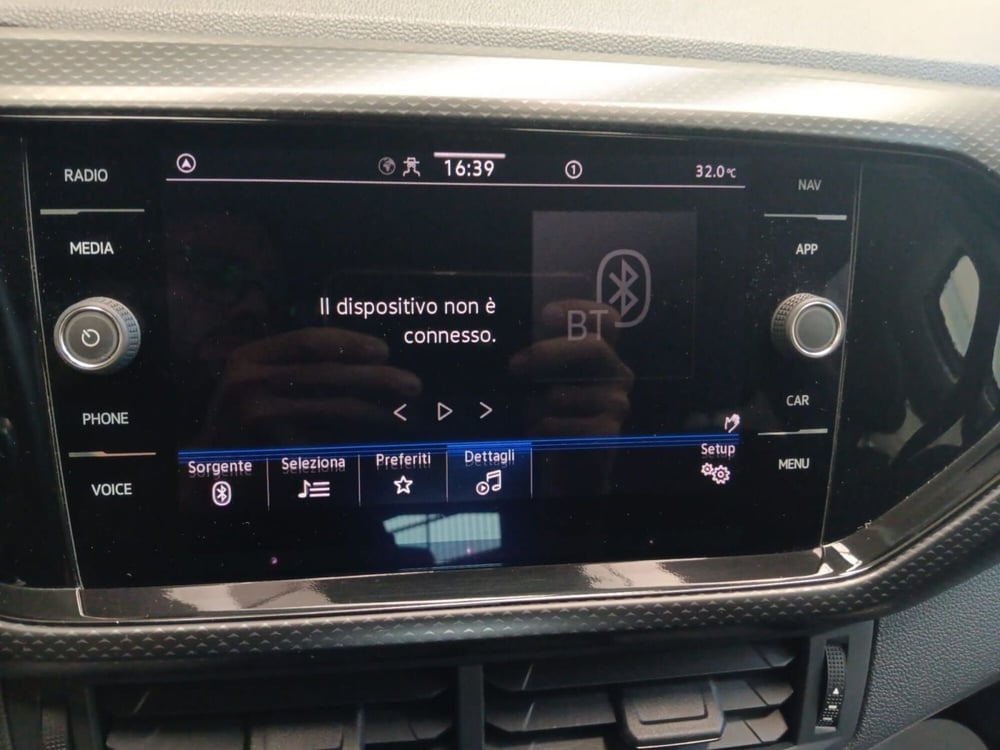 RADIO
MEDIA
PHONE
VOICE
16:39
1
32.0°C
Il dispositivo non è
connesso.
BT
Sorgente
Seleziona
Preferiti
Dettagli
Setup
NAV
APP
CAR
MENU